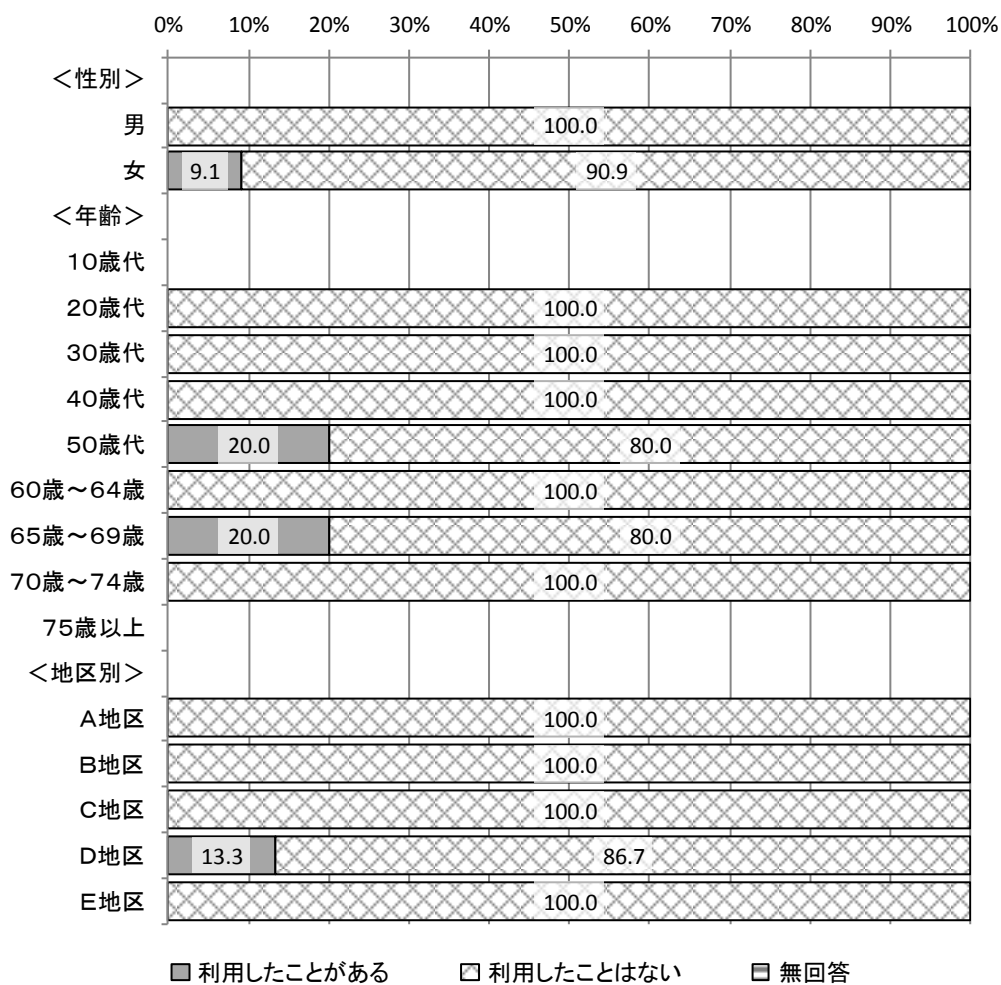 0% 10% 20% 30% 40% 50% 60% 70% 80% 90% 100%
＜性別＞
男 100.0
女 9.1 90.9
＜年齢＞
10歳代
20歳代 100.0
30歳代 100.0
40歳代 100.0
50歳代 20.0 80.0
60歳～64歳 100.0
65歳～69歳 20.0 80.0
70歳～74歳 100.0
75歳以上
＜地区別＞
A地区 100.0
B地区 100.0
C地区 100.0
D地区 13.3 86.7
E地区 100.0
利用したことがある 利用したことはない 無回答